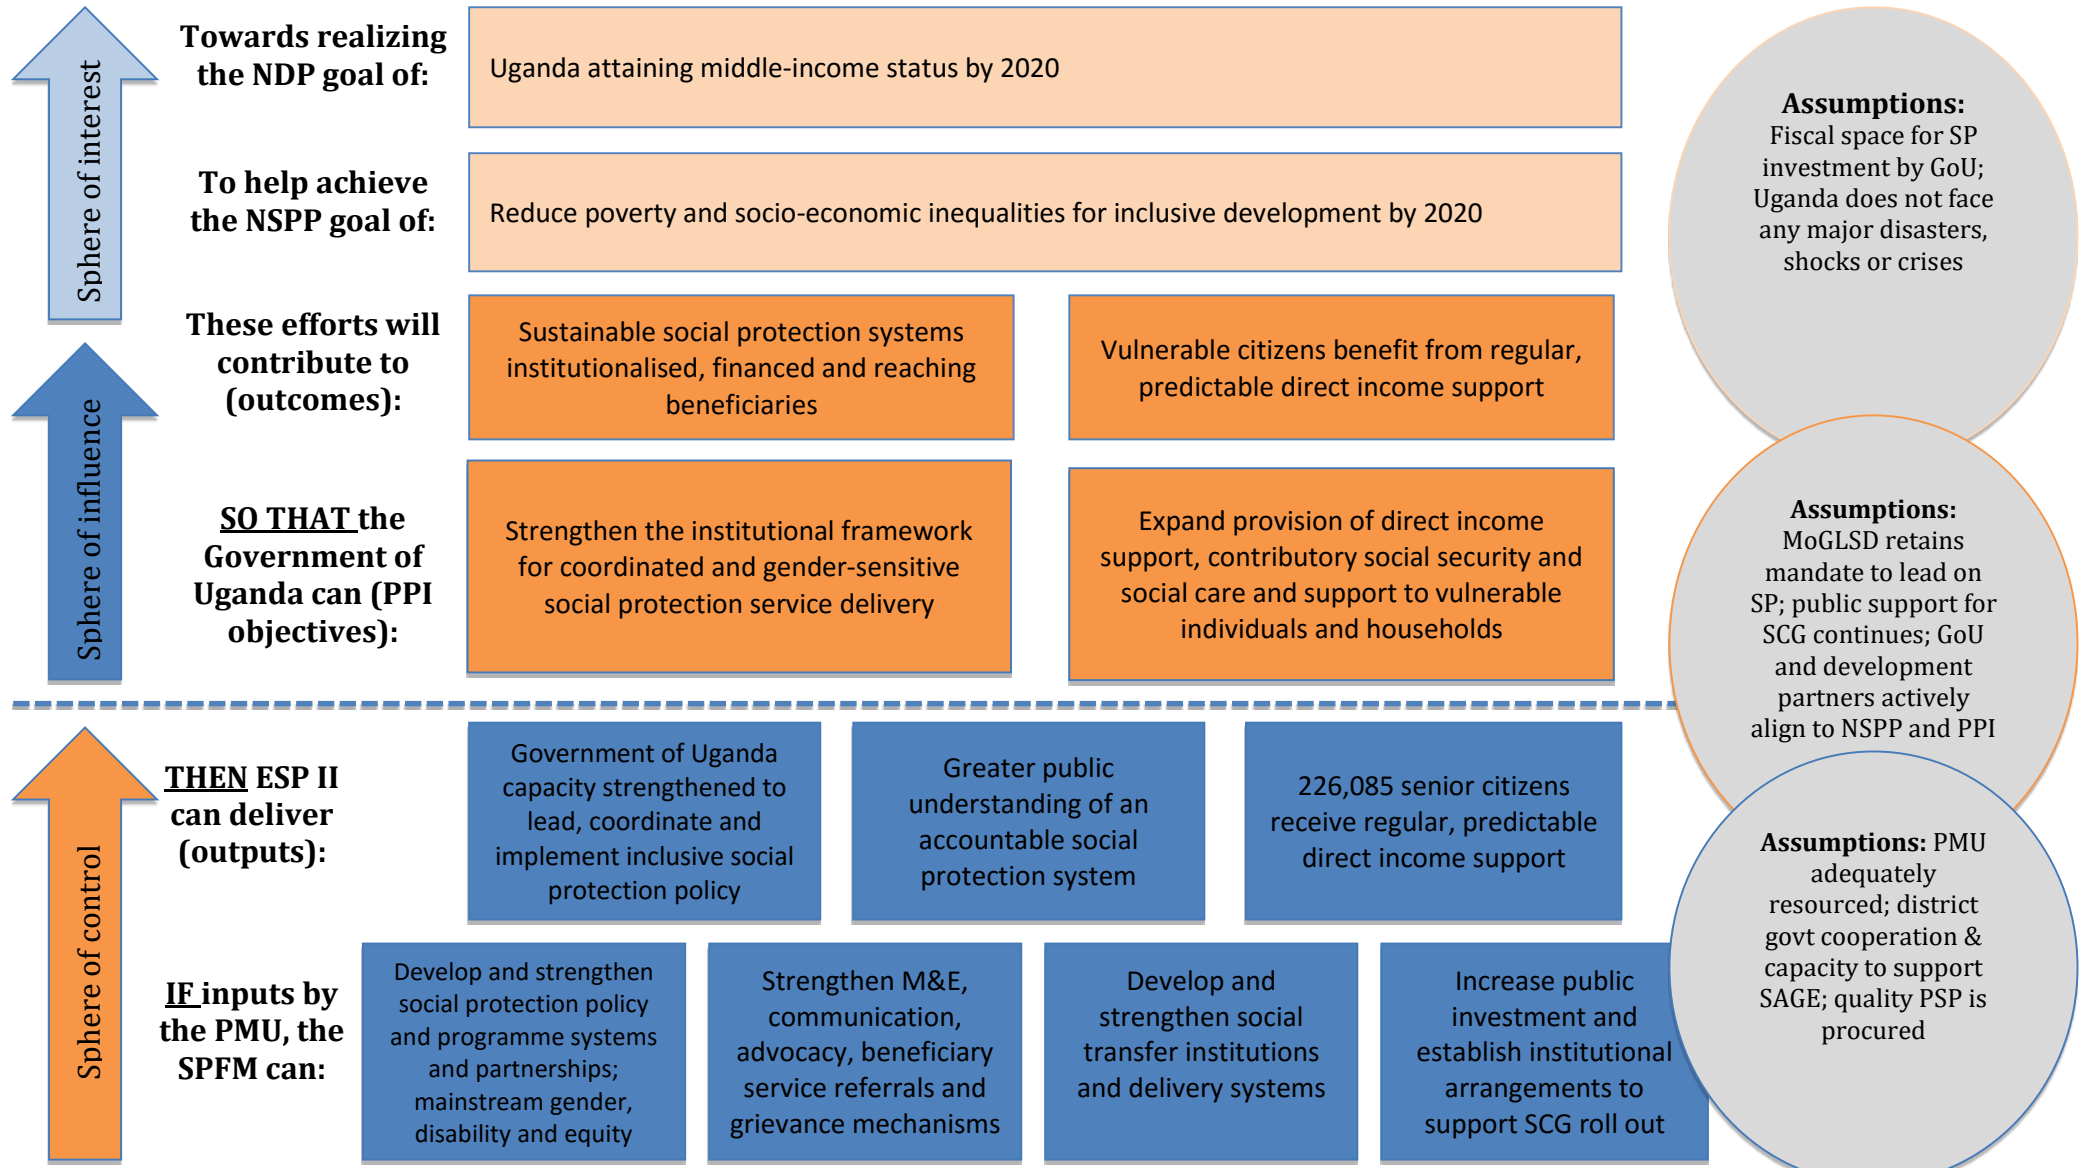 Sphere of interest
Towards realizing
the NDP goal of:
Uganda attaining middle-income status by 2020
To help achieve
the NSPP goal of:
Reduce poverty and socio-economic inequalities for inclusive development by 2020
Assumptions:
Fiscal space for SP
investment by GoU;
Uganda does not face
any major disasters,
shocks or crises
Sphere of influence
These efforts will
contribute to
(outcomes):
Sustainable social protection systems
institutionalised, financed and reaching
beneficiaries
Vulnerable citizens benefit from regular,
predictable direct income support
SO THAT the
Government of
Uganda can (PPI
objectives):
Strengthen the institutional framework
for coordinated and gender-sensitive
social protection service delivery
Expand provision of direct income
support, contributory social security and
social care and support to vulnerable
individuals and households
Assumptions:
MoGLSD retains
mandate to lead on
SP; public support for
SCG continues; GoU
and development
partners actively
align to NSPP and PPI
Sphere of control
THEN ESP II
can deliver
(outputs):
Government of Uganda
capacity strengthened to
lead, coordinate and
implement inclusive social
protection policy
Greater public
understanding of an
accountable social
protection system
226,085 senior citizens
receive regular, predictable
direct income support
IF inputs by
the PMU, the
SPFM can:
Develop and strengthen
social protection policy
and programme systems
and partnerships;
mainstream gender,
disability and equity
Strengthen M&E,
communication,
advocacy, beneficiary
service referrals and
grievance mechanisms
Develop and
strengthen social
transfer institutions
and delivery systems
Increase public
investment and
establish institutional
arrangements to
support SCG roll out
Assumptions: PMU
adequately
resourced; district
govt cooperation &
capacity to support
SAGE; quality PSP is
procured